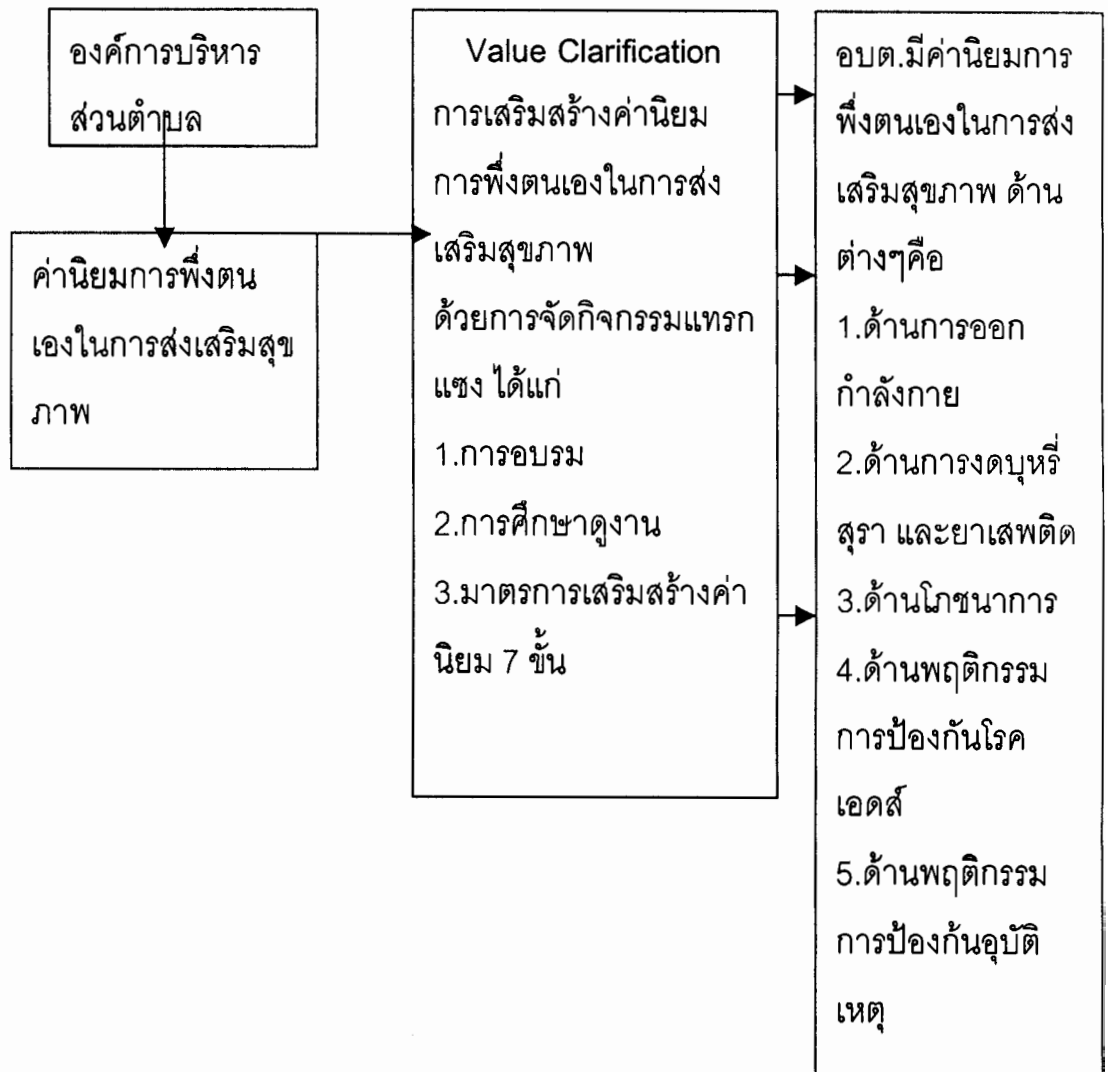 องค์การบริหาร
ส่วนตำบล
ค่านิยมการพึ่งตน
เองในการส่งเสริมสุข
ภาพ
Value Clarification
การเสริมสร้างค่านิยม
การพึ่งตนเองในการส่ง
เสริมสุขภาพ
ด้วยการจัดกิจกรรมแทรก
แซง ได้แก่
1.การอบรม
2.การศึกษาดูงาน
3.มาตรการเสริมสร้างค่า
นิยม 7 ขั้น
อบต.มีค่านิยมการ
พึ่งตนเองในการส่ง
เสริมสุขภาพ ด้าน
ต่างๆคือ
1.ด้านการออก
กำลังกาย
2.ด้านการงดบุหรี่
สุรา และยาเสพติด
3.ด้านโภชนาการ
4.ด้านพฤติกรรม
การป้องกันโรค
เอดส์
5.ด้านพฤติกรรม
การป้องก้นอุบัติ
เหตุ